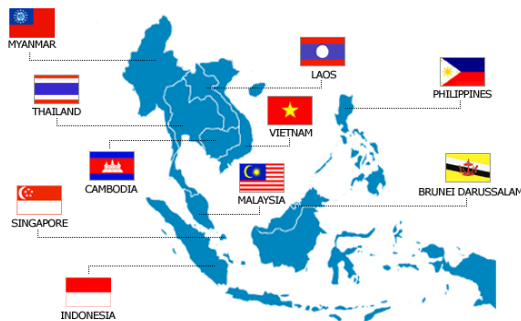 MYANMAR
LAOS
PHILIPPINES
THAILAND
VIETNAM
CAMBODIA
MALAYSIA
BRUNEI DARUSSALAM
SINGAPORE
INDONESIA